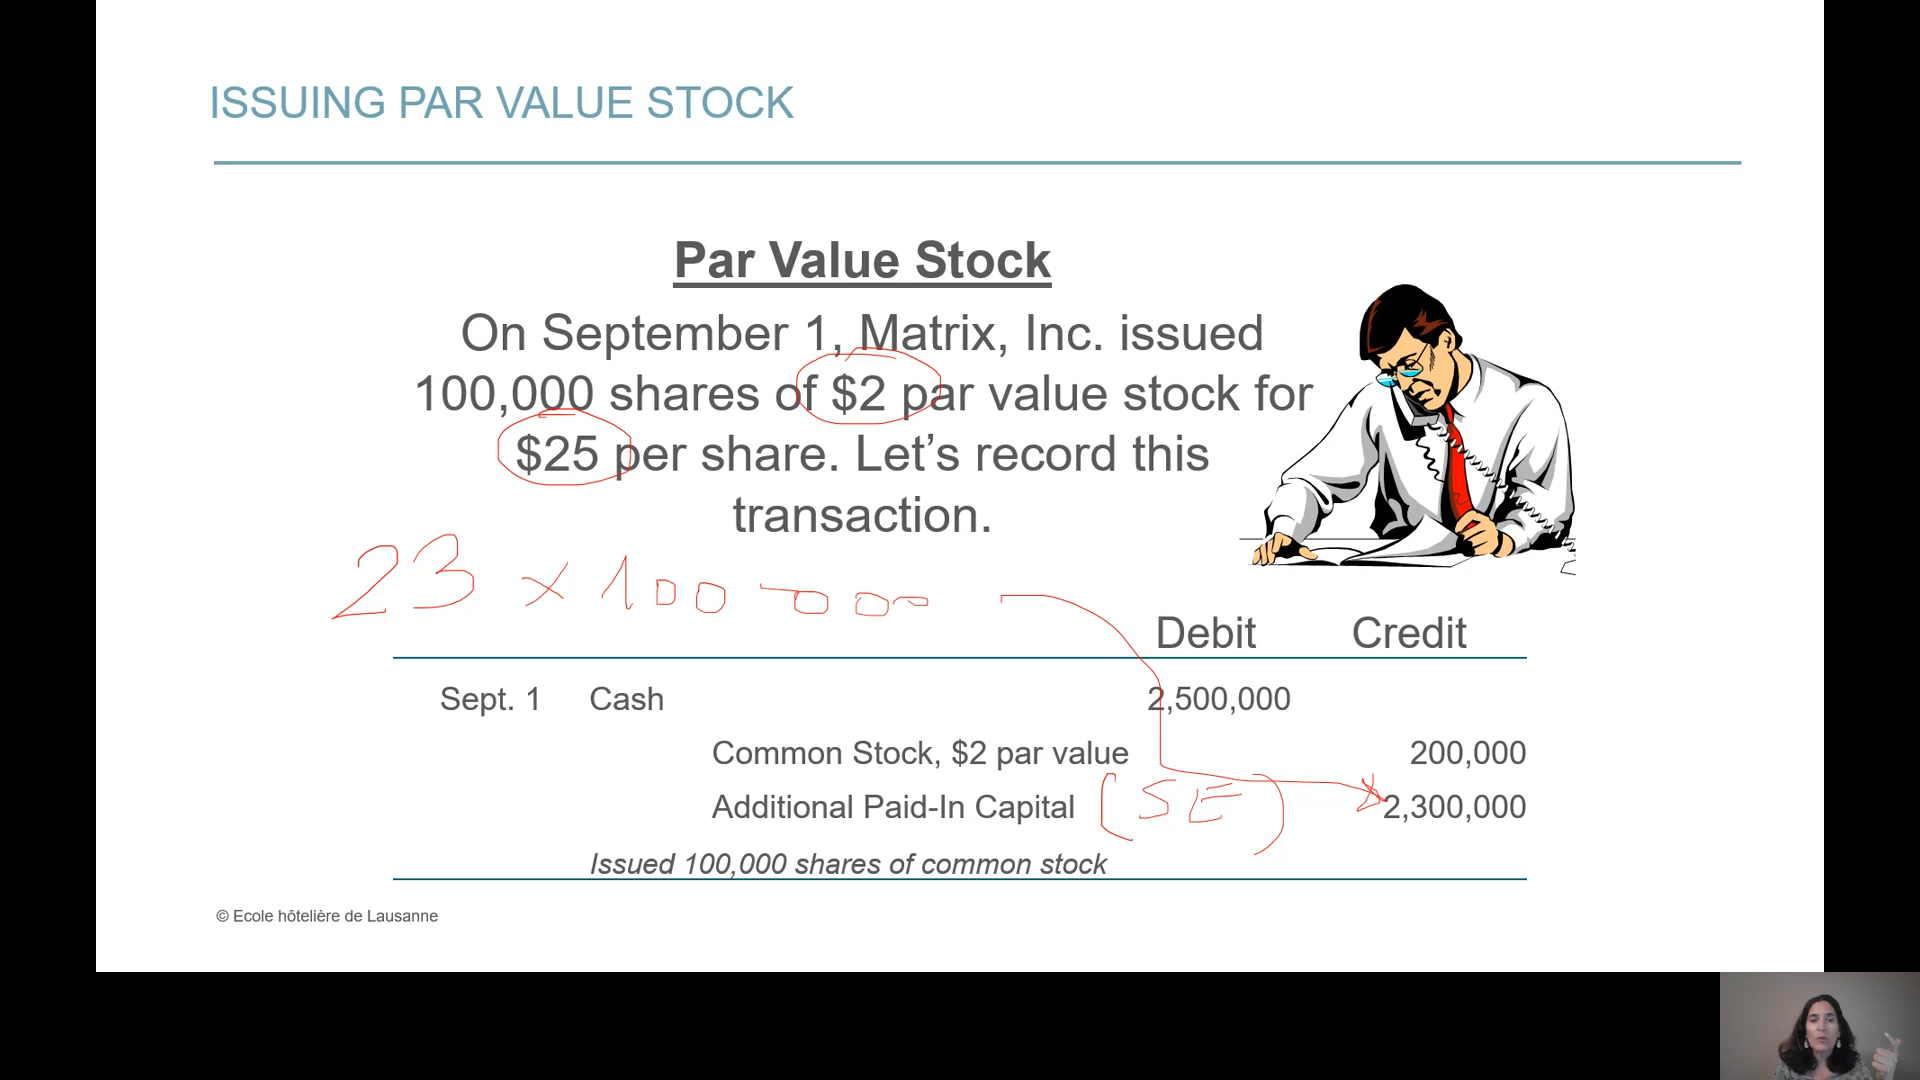 ISSUING PAR VALUE STOCK
Par Value Stock
On September 1, Matrix, Inc. issued
100,000 shares of $2 par value stock for
$25 per share. Let’s record this
transaction.
23 x 100 000
Debit Credit
Sept. 1 Cash 2,500,000
Common Stock, $2 par value 200,000
Additional Paid-In Capital (SE) 2,300,000
Issued 100,000 shares of common stock
© Ecole hôtelière de Lausanne